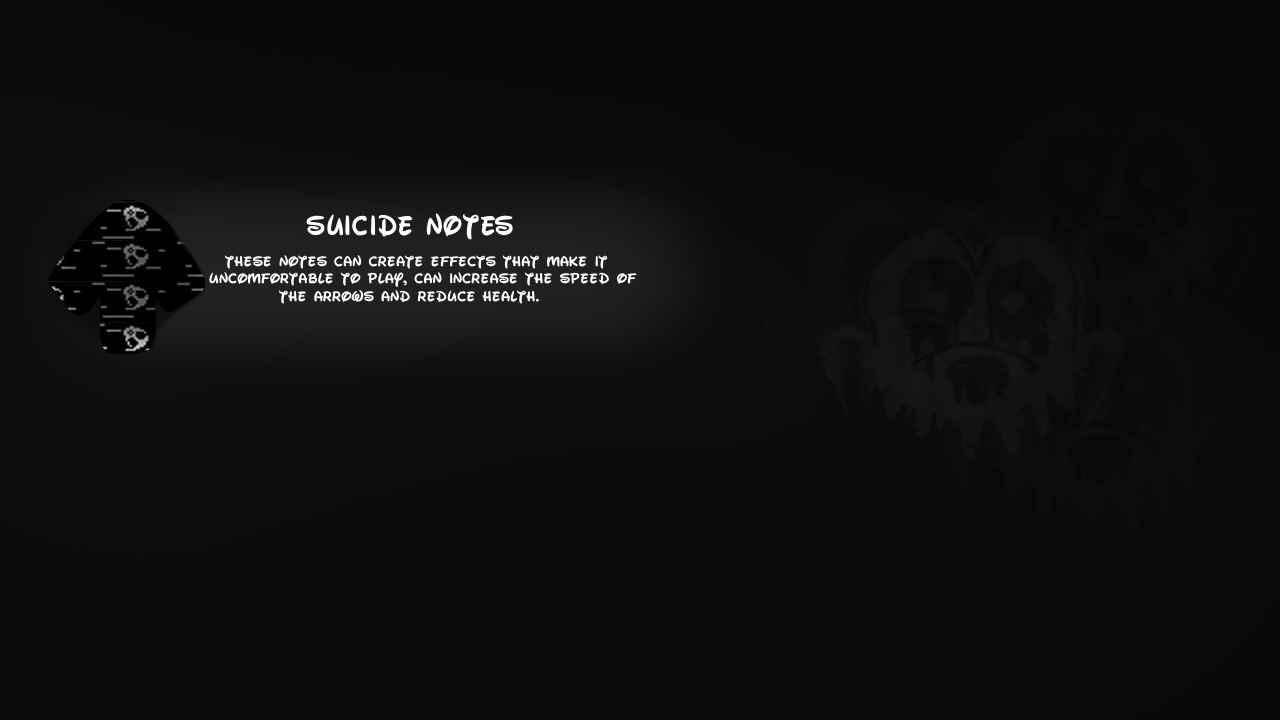 SUICIDE NOTES
THESE NOTES CAN CREATE EFFECTS THAT MAKE IT
UNCOMFORTABLE TO PLAY, CAN INCREASE THE SPEED OF
THE ARROWS AND REDUCE HEALTH.